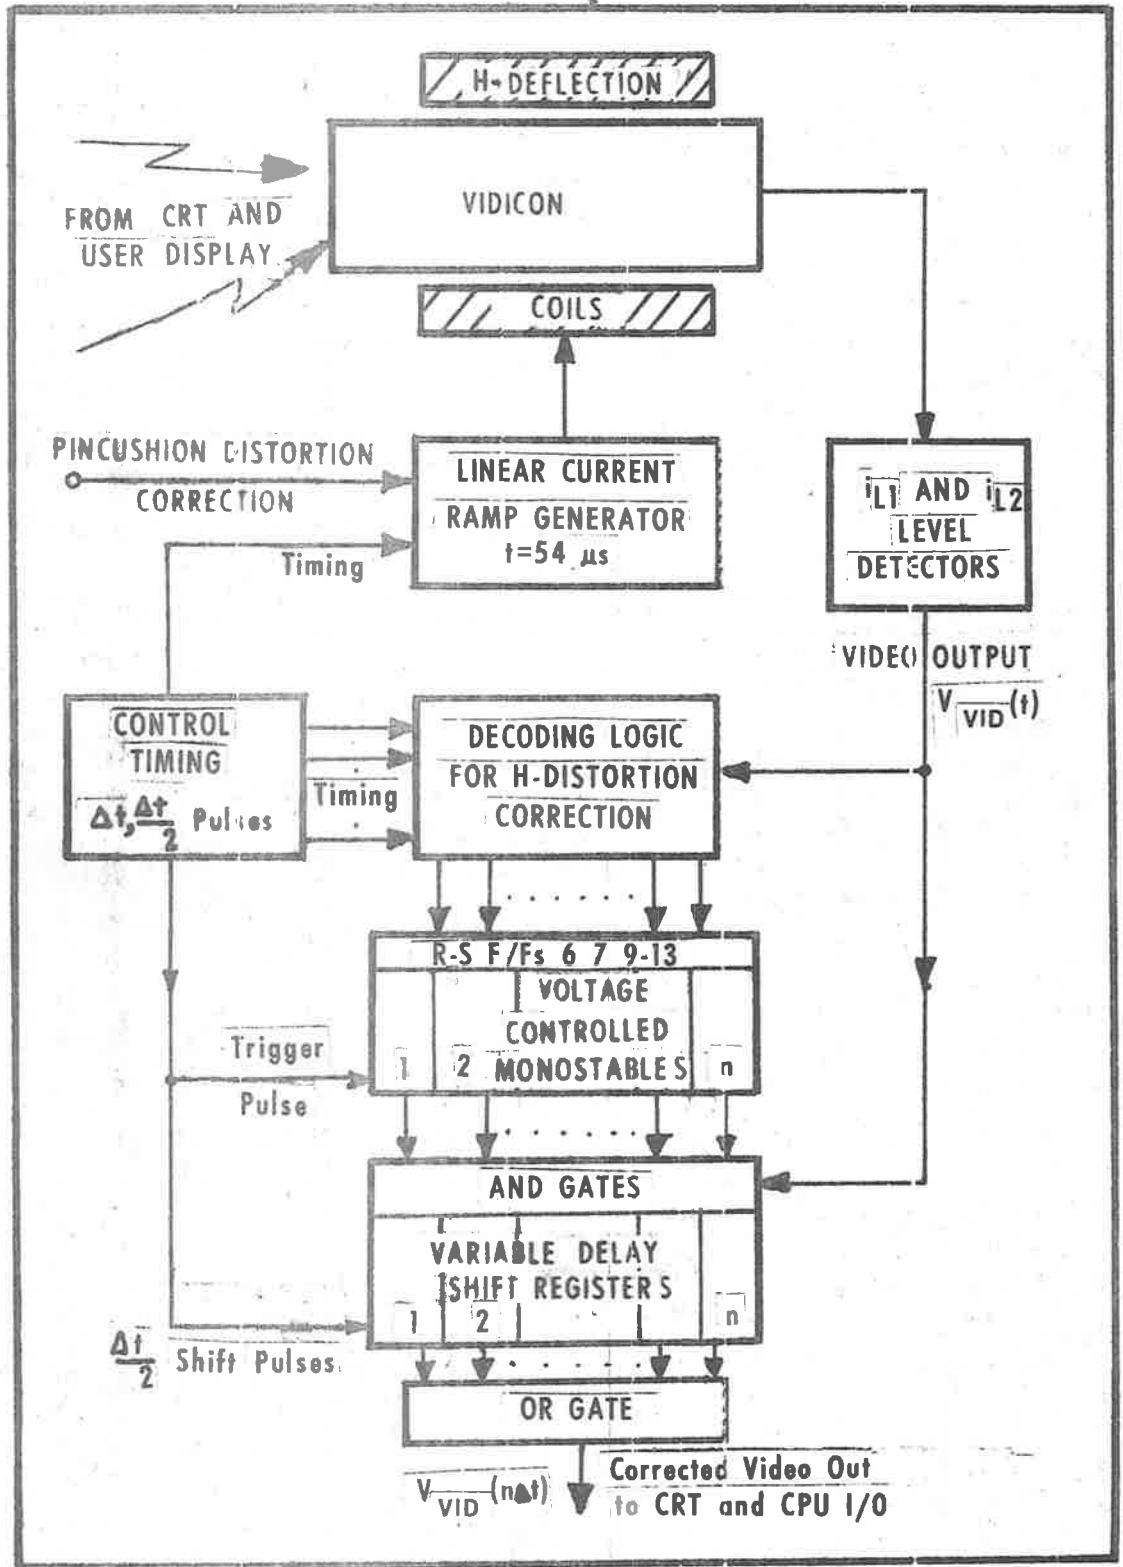 H-DEFLECTION
VIDICON
FROM CRT AND
USER DISPLAY
COILS
PINCUSHION DISTORTION
CORRECTION
LINEAR CURRENT
RAMP GENERATOR
t=54 μs
Timing
iL1 AND iL2
LEVEL
DETECTORS
VIDEO OUTPUT
VVID(t)
CONTROL
TIMING
Δt, Δt/2 Pulses
Timing
DECODING LOGIC
FOR H-DISTORTION
CORRECTION
R-S F/Fs 6 7 9-13
VOLTAGE
CONTROLLED
MONOSTABLES
1 2 n
Trigger
Pulse
AND GATES
VARIABLE DELAY
SHIFT REGISTERS
1 2 n
Δt/2 Shift Pulses
OR GATE
VVID(nΔt)
Corrected Video Out
to CRT and CPU I/O